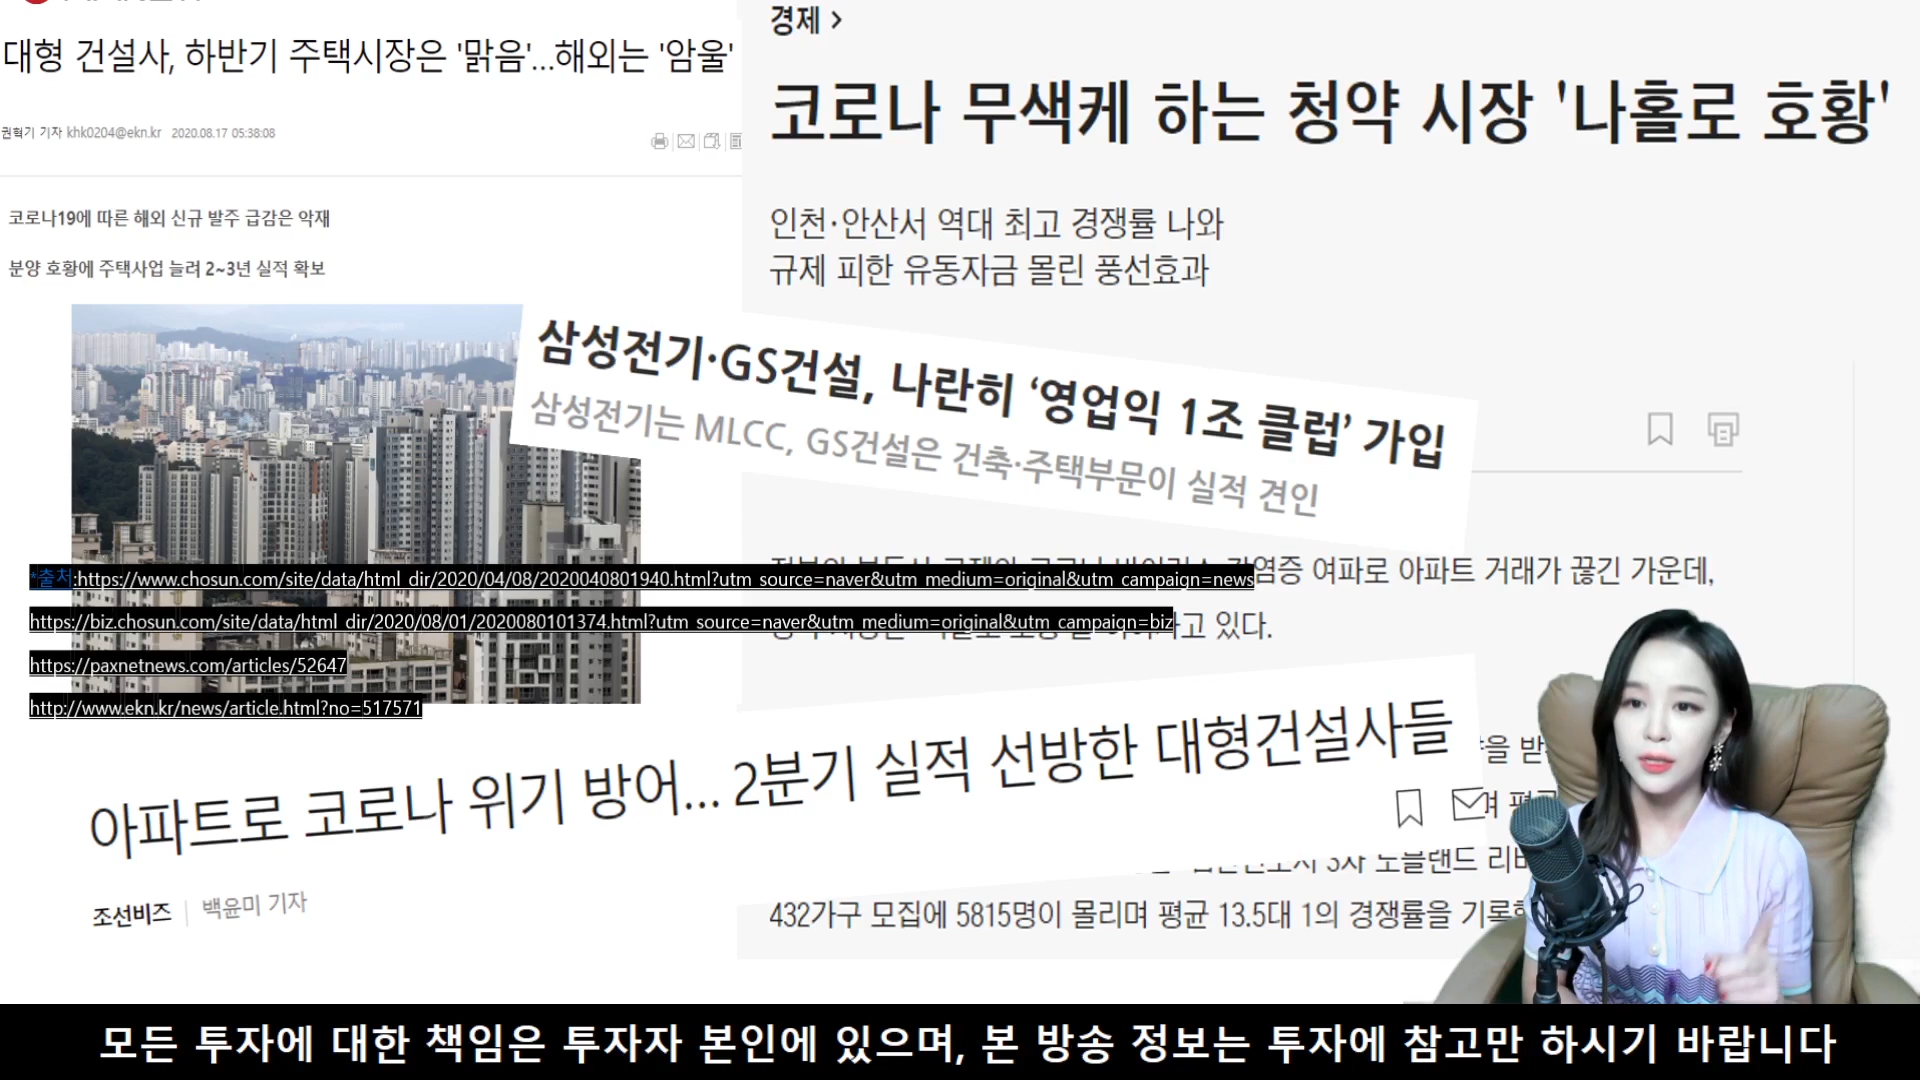 대형 건설사, 하반기 주택시장은 '맑음'...해외는 '암울'
권혁기 기자 khk0204@ekn.kr 2020.08.17 05:38:08
코로나19에 따른 해외 신규 발주 급감은 악재
분양 호황에 주택사업 늘려 2~3년 실적 확보
경제 >
코로나 무색케 하는 청약 시장 '나홀로 호황'
인천·안산서 역대 최고 경쟁률 나와
규제 피한 유동자금 몰린 풍선효과
삼성전기·GS건설, 나란히 ‘영업익 1조 클럽’ 가입
삼성전기는 MLCC, GS건설은 건축·주택부문이 실적 견인
여파로 아파트 거래가 끊긴 가운데,
있다.
*출처:https://www.chosun.com/site/data/html_dir/2020/04/08/2020040801940.html?utm_source=naver&utm_medium=original&utm_campaign=news
https://biz.chosun.com/site/data/html_dir/2020/08/01/2020080101374.html?utm_source=naver&utm_medium=original&utm_campaign=biz
https://paxnetnews.com/articles/52647
http://www.ekn.kr/news/article.html?no=517571
아파트로 코로나 위기 방어... 2분기 실적 선방한 대형건설사들
조선비즈 | 백윤미 기자
3차 노블랜드
432가구 모집에 5815명이 몰리며 평균 13.5대 1의 경쟁률을
모든 투자에 대한 책임은 투자자 본인에 있으며, 본 방송 정보는 투자에 참고만 하시기 바랍니다